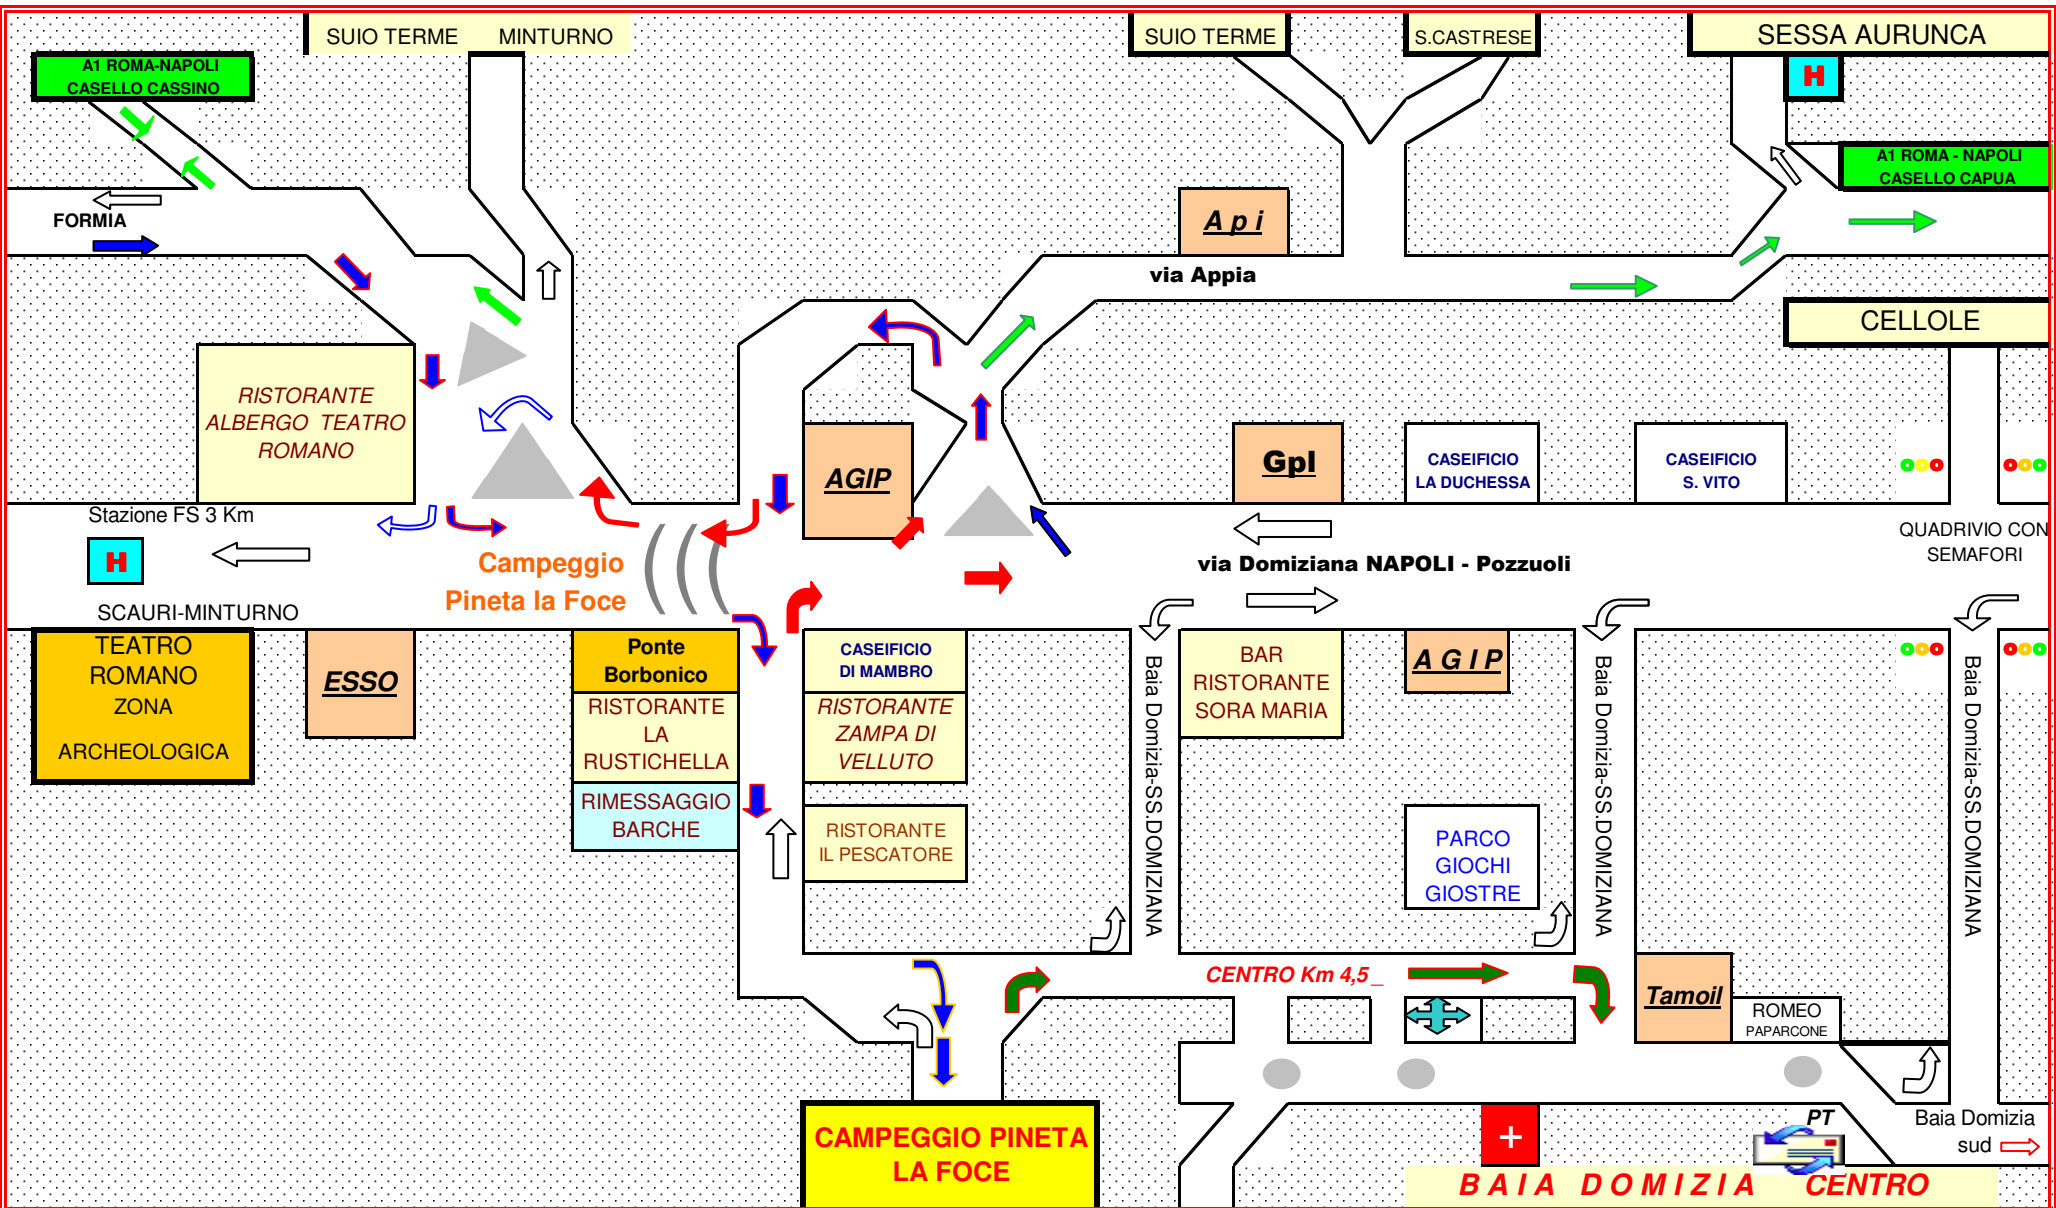 SUIO TERME MINTURNO
SUIO TERME
S.CASTRESE
SESSA AURUNCA
A1 ROMA-NAPOLI
CASELLO CASSINO
H
A1 ROMA - NAPOLI
CASELLO CAPUA
FORMIA
A p i
via Appia
CELLOLE
RISTORANTE
ALBERGO TEATRO
ROMANO
AGIP
Gpl
CASEIFICIO
LA DUCHESSA
CASEIFICIO
S. VITO
Stazione FS 3 Km
H
Campeggio
Pineta la Foce
via Domiziana NAPOLI - Pozzuoli
QUADRIVIO CON
SEMAFORI
SCAURI-MINTURNO
TEATRO
ROMANO
ZONA
ARCHEOLOGICA
ESSO
Ponte
Borbonico
RISTORANTE
LA
RUSTICHELLA
RIMESSAGGIO
BARCHE
CASEIFICIO
DI MAMBRO
RISTORANTE
ZAMPA DI
VELLUTO
RISTORANTE
IL PESCATORE
Baia Domizia-SS.DOMIZIANA
BAR
RISTORANTE
SORA MARIA
A G I P
PARCO
GIOCHI
GIOSTRE
Baia Domizia-SS.DOMIZIANA
Baia Domizia-SS.DOMIZIANA
CENTRO Km 4,5 _
Tamoil
ROMEO
PAPARCONE
CAMPEGGIO PINETA
LA FOCE
+
PT
Baia Domizia
sud
B A I A D O M I Z I A CENTRO